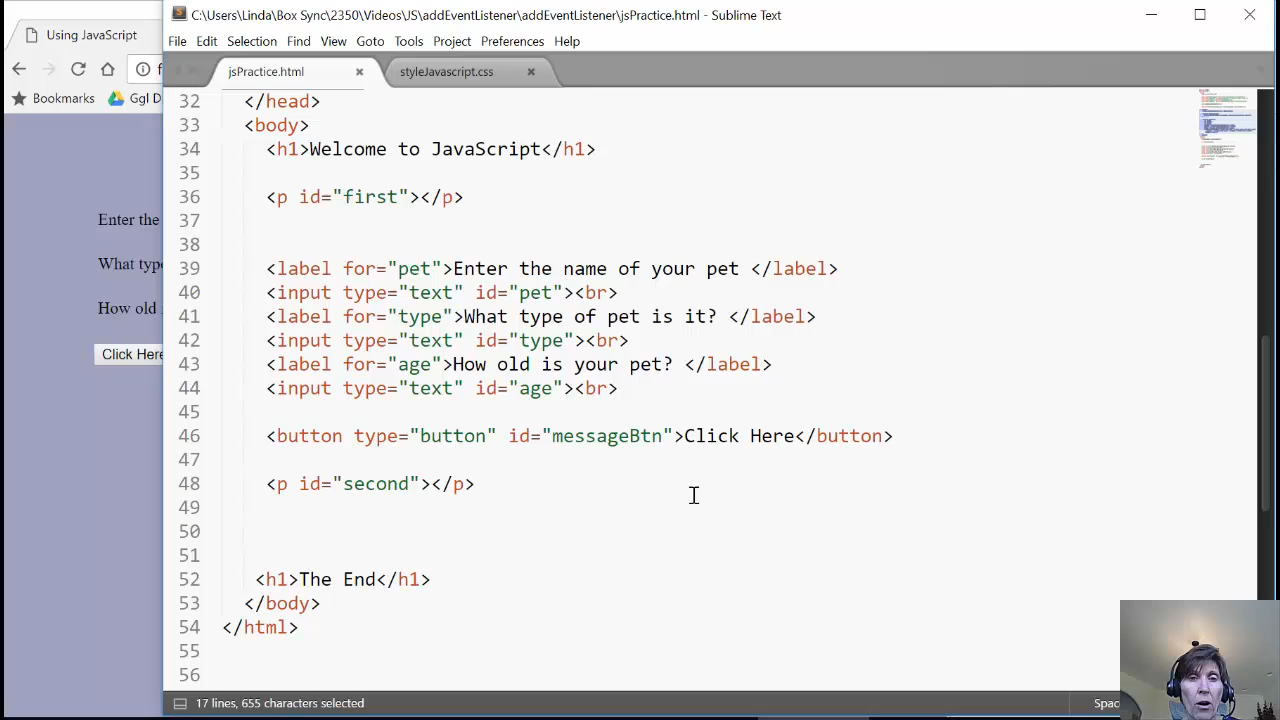 C:\Users\Linda\Box Sync\2350\Videos\JS\addEventListener\addEventListener\jsPractice.html - Sublime Text
Using JavaScript
File Edit Selection Find View Goto Tools Project Preferences Help
jsPractice.html
styleJavascript.css
Bookmarks
Ggl D
Enter the
What type
How old
Click Here
32 </head>
33 <body>
34 <h1>Welcome to JavaScript</h1>
35
36 <p id="first"></p>
37
38
39 <label for="pet">Enter the name of your pet </label>
40 <input type="text" id="pet"><br>
41 <label for="type">What type of pet is it? </label>
42 <input type="text" id="type"><br>
43 <label for="age">How old is your pet? </label>
44 <input type="text" id="age"><br>
45
46 <button type="button" id="messageBtn">Click Here</button>
47
48 <p id="second"></p>
49
50
51
52 <h1>The End</h1>
53 </body>
54 </html>
55
56
17 lines, 655 characters selected
Spac